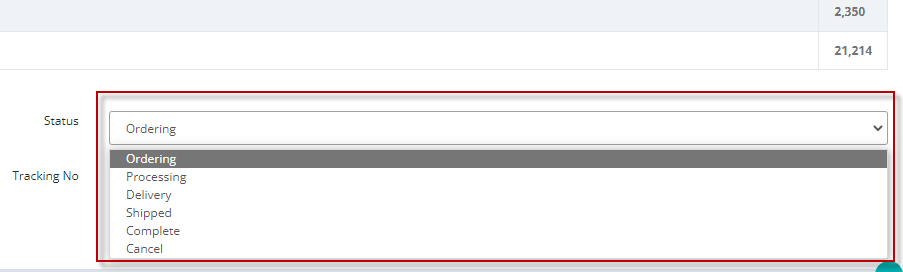 2,350
21,214
Status
Ordering
Ordering
Tracking No
Processing
Delivery
Shipped
Complete
Cancel